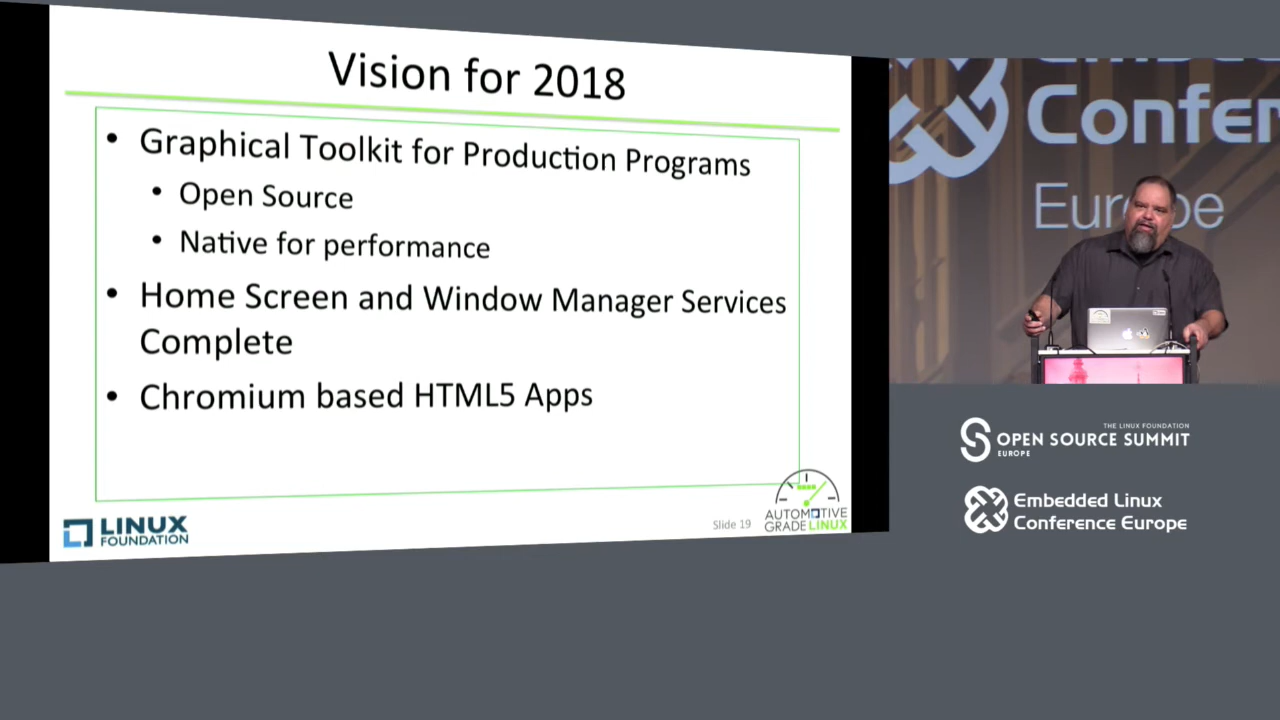 Vision for 2018
• Graphical Toolkit for Production Programs
• Open Source
• Native for performance
• Home Screen and Window Manager Services
Complete
• Chromium based HTML5 Apps
LINUX
FOUNDATION
Slide 19
AUTOMOTIVE
GRADE LINUX
Confer
Europe
THE LINUX FOUNDATION
OPEN SOURCE SUMMIT
EUROPE
Embedded Linux
Conference Europe